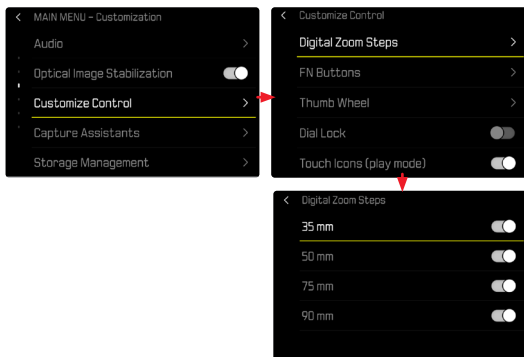 MAIN MENU – Customization
Audio
Optical Image Stabilization
Customize Control
Capture Assistants
Storage Management
Customize Control
Digital Zoom Steps
FN Buttons
Thumb Wheel
Dial Lock
Touch Icons (play mode)
Digital Zoom Steps
35 mm
50 mm
75 mm
90 mm